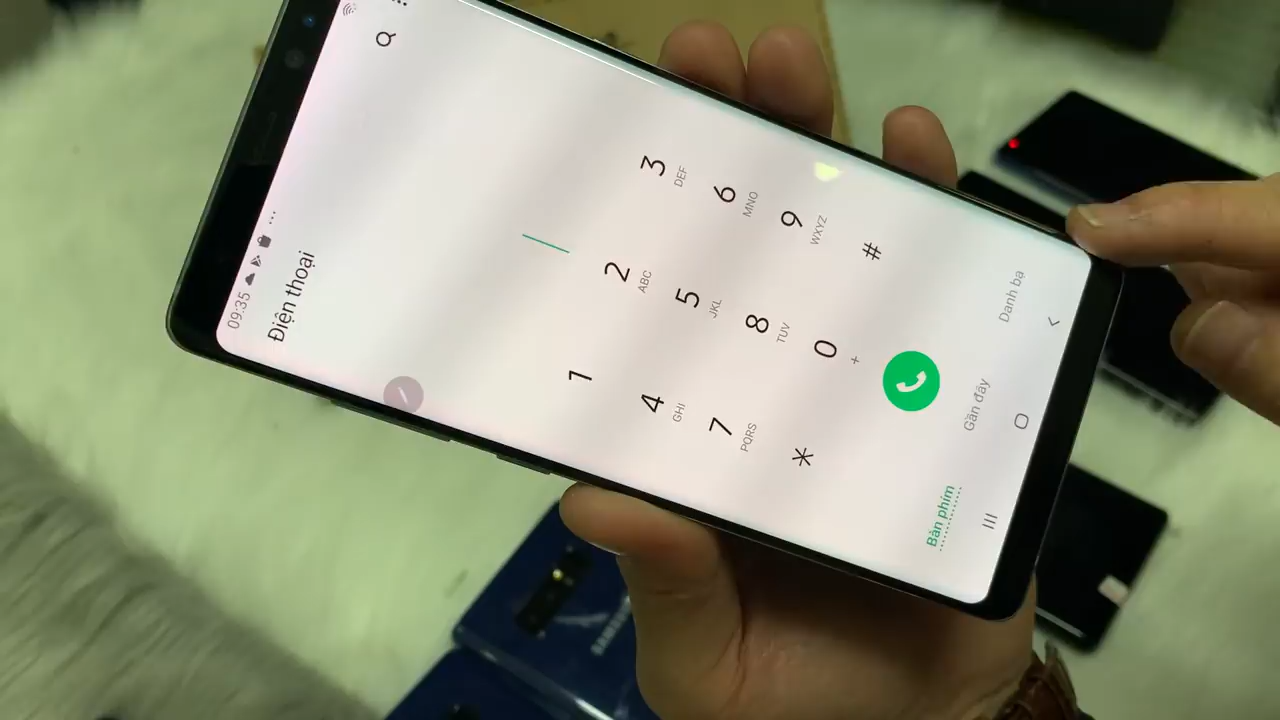 09:35
Điện thoại
1
2 ABC
3 DEF
4 GHI
5 JKL
6 MNO
7 PQRS
8 TUV
9 WXYZ
*
0 +
#
Bàn phím
Gần đây
Danh bạ
SAMSUNG